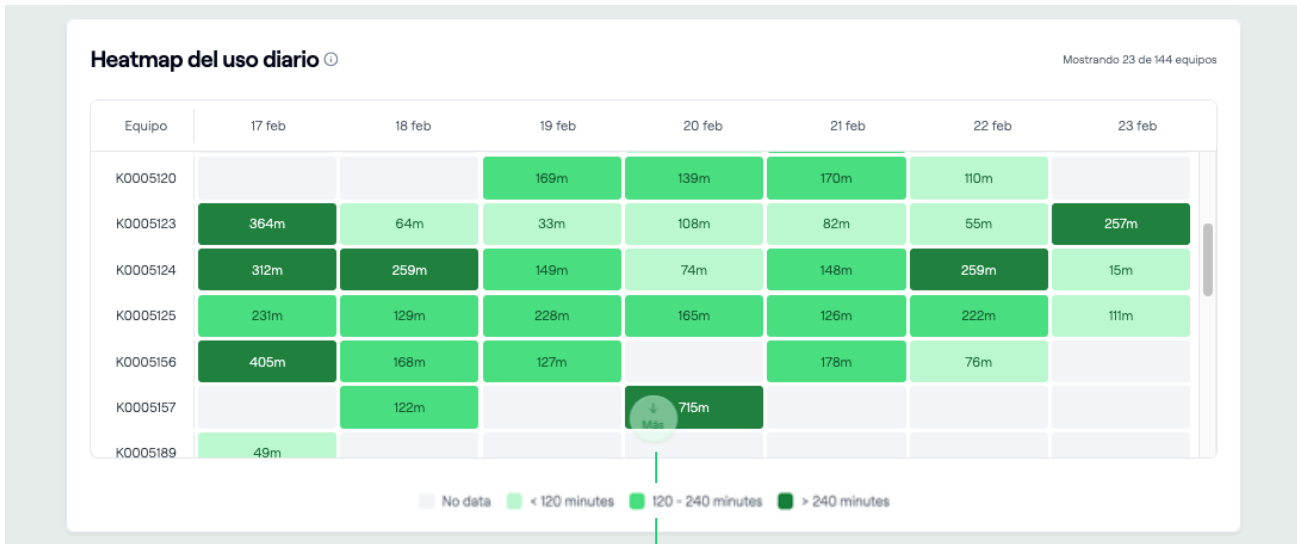 Heatmap del uso diario
Mostrando 23 de 144 equipos
Equipo 17 feb 18 feb 19 feb 20 feb 21 feb 22 feb 23 feb
K0005120 169m 139m 170m 110m
K0005123 364m 64m 33m 108m 82m 55m 257m
K0005124 312m 259m 149m 74m 148m 259m 15m
K0005125 231m 129m 228m 165m 126m 222m 111m
K0005156 405m 168m 127m 178m 76m
K0005157 122m 715m
Más
K0005189 49m
No data < 120 minutes 120 - 240 minutes > 240 minutes